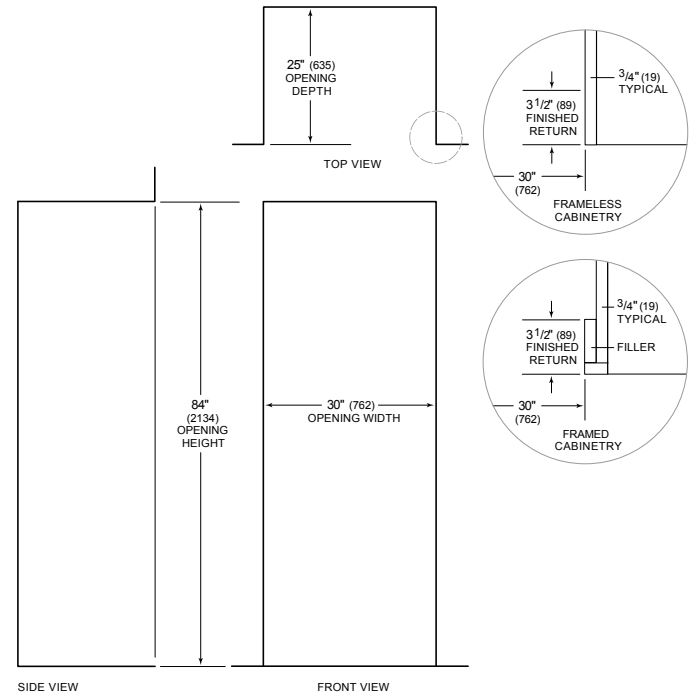 25" (635)
OPENING
DEPTH
TOP VIEW
3/4" (19)
TYPICAL
3 1/2" (89)
FINISHED
RETURN
30"
(762)
FRAMELESS
CABINETRY
3/4" (19)
TYPICAL
3 1/2" (89)
FINISHED
RETURN
FILLER
30"
(762)
FRAMED
CABINETRY
84"
(2134)
OPENING
HEIGHT
30" (762)
OPENING WIDTH
SIDE VIEW
FRONT VIEW